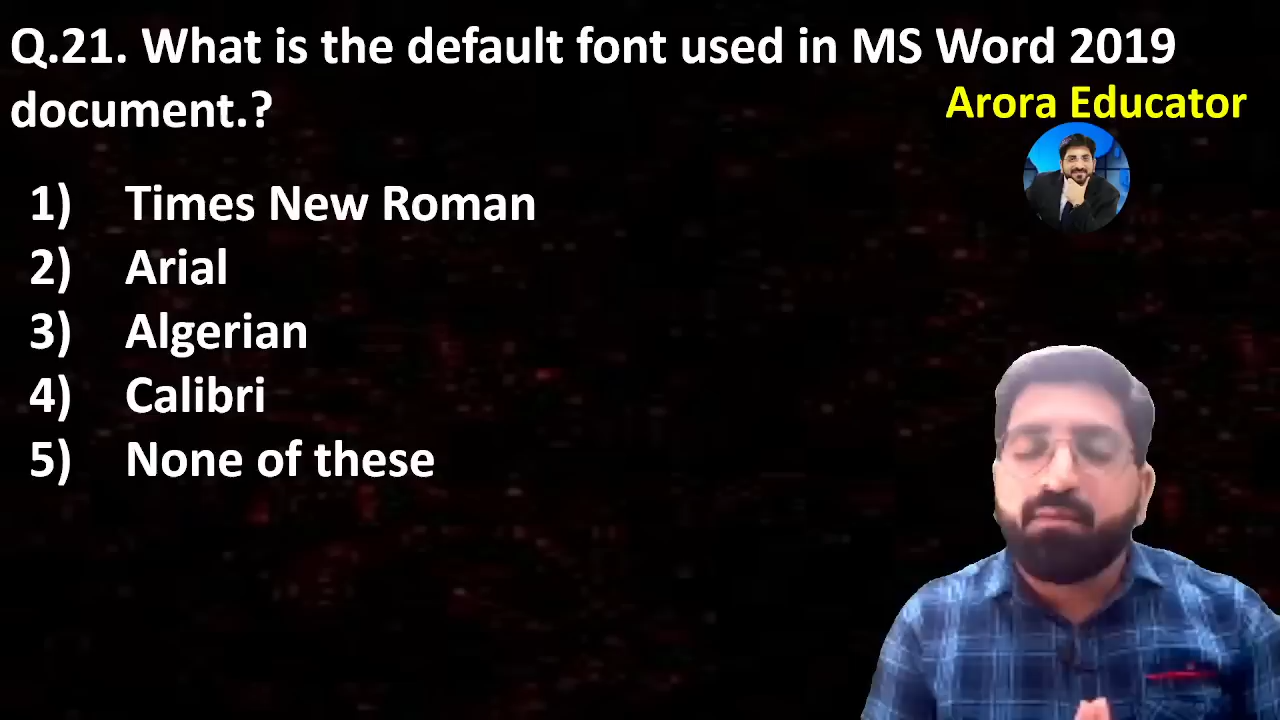 Q.21. What is the default font used in MS Word 2019
document.?
Arora Educator
1) Times New Roman
2) Arial
3) Algerian
4) Calibri
5) None of these